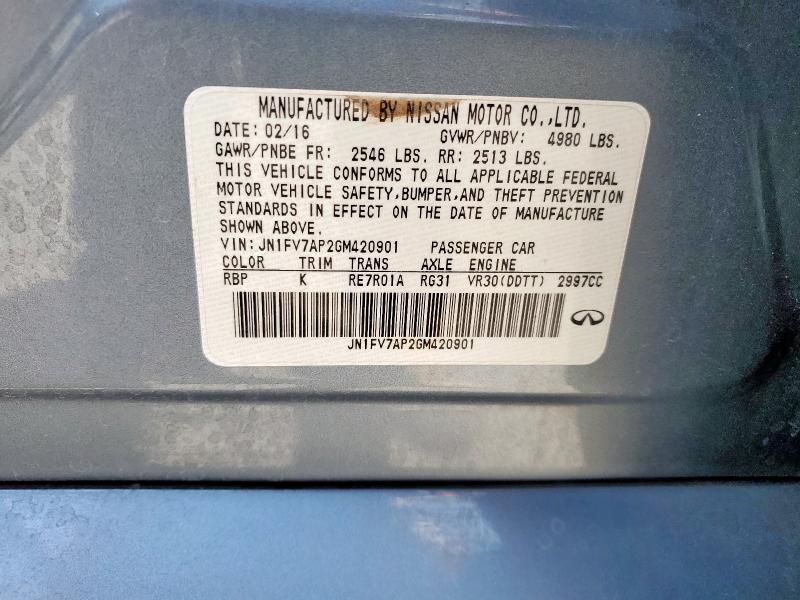 MANUFACTURED BY NISSAN MOTOR CO.,LTD.
DATE: 02/16 GVWR/PNBV: 4980 LBS.
GAWR/PNBE FR: 2546 LBS. RR: 2513 LBS.
THIS VEHICLE CONFORMS TO ALL APPLICABLE FEDERAL
MOTOR VEHICLE SAFETY,BUMPER,AND THEFT PREVENTION
STANDARDS IN EFFECT ON THE DATE OF MANUFACTURE
SHOWN ABOVE.
VIN:JN1FV7AP2GM420901 PASSENGER CAR
COLOR TRIM TRANS AXLE ENGINE
RBP K RE7R01A RG31 VR30(DDTT) 2997CC
JN1FV7AP2GM420901